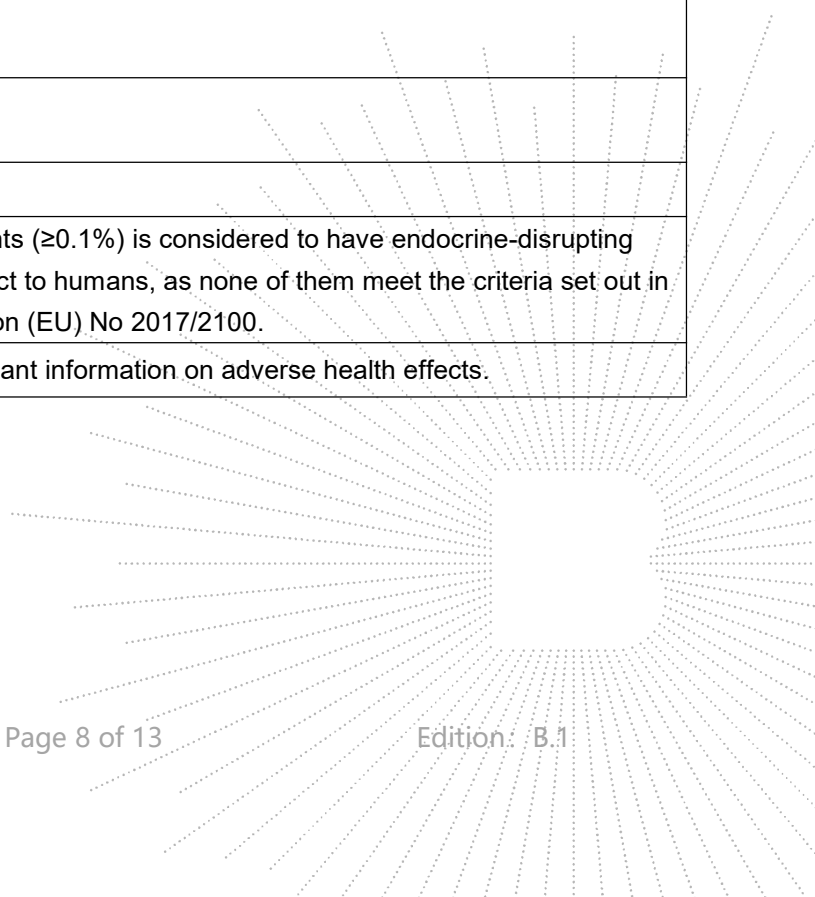 nts (≥0.1%) is considered to have endocrine-disrupting
ct to humans, as none of them meet the criteria set out in
on (EU) No 2017/2100.
ant information on adverse health effects.
Page 8 of 13 Edition: B.1